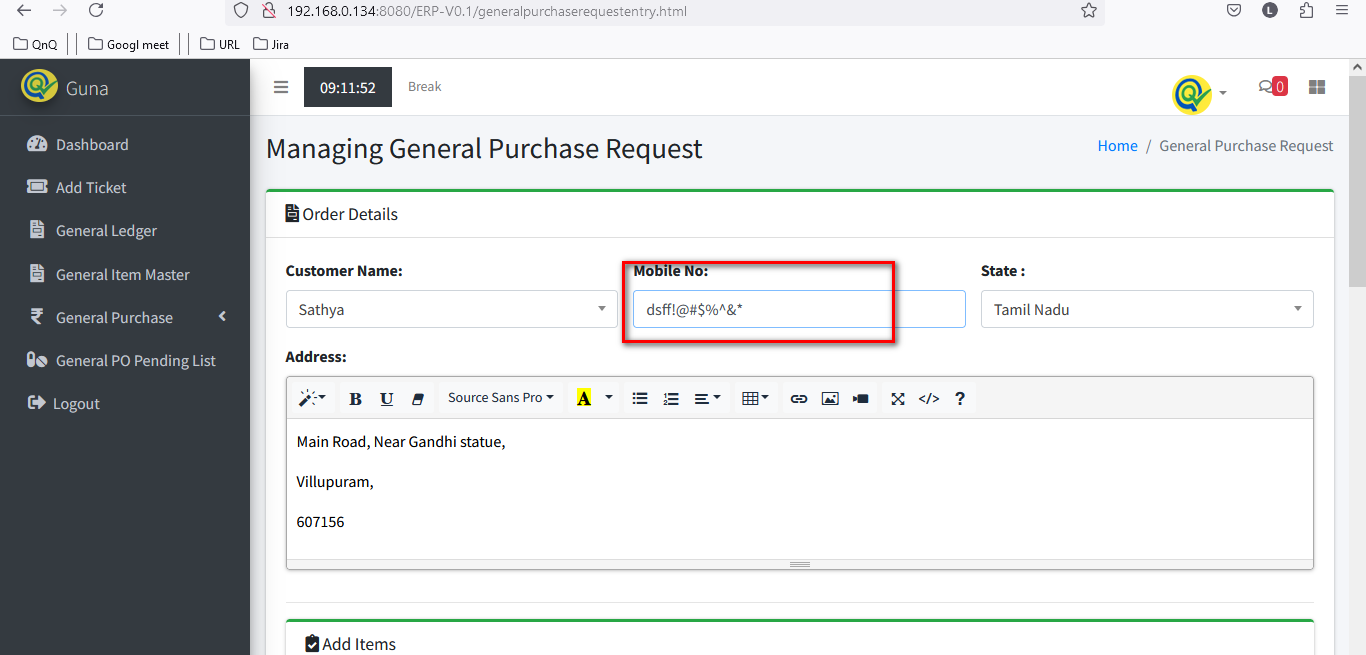 192.168.0.134:8080/ERP-V0.1/generalpurchaserequestentry.html
L
QnQ
Googl meet
URL
Jira
Guna
09:11:52
Break
0
Dashboard
Add Ticket
General Ledger
General Item Master
General Purchase
General PO Pending List
Logout
Managing General Purchase Request
Home / General Purchase Request
Order Details
Customer Name:
Mobile No:
State :
Sathya
dsff!@#$%^&*
Tamil Nadu
Address:
B U Source Sans Pro A </> ?
Main Road, Near Gandhi statue,
Villupuram,
607156
Add Items